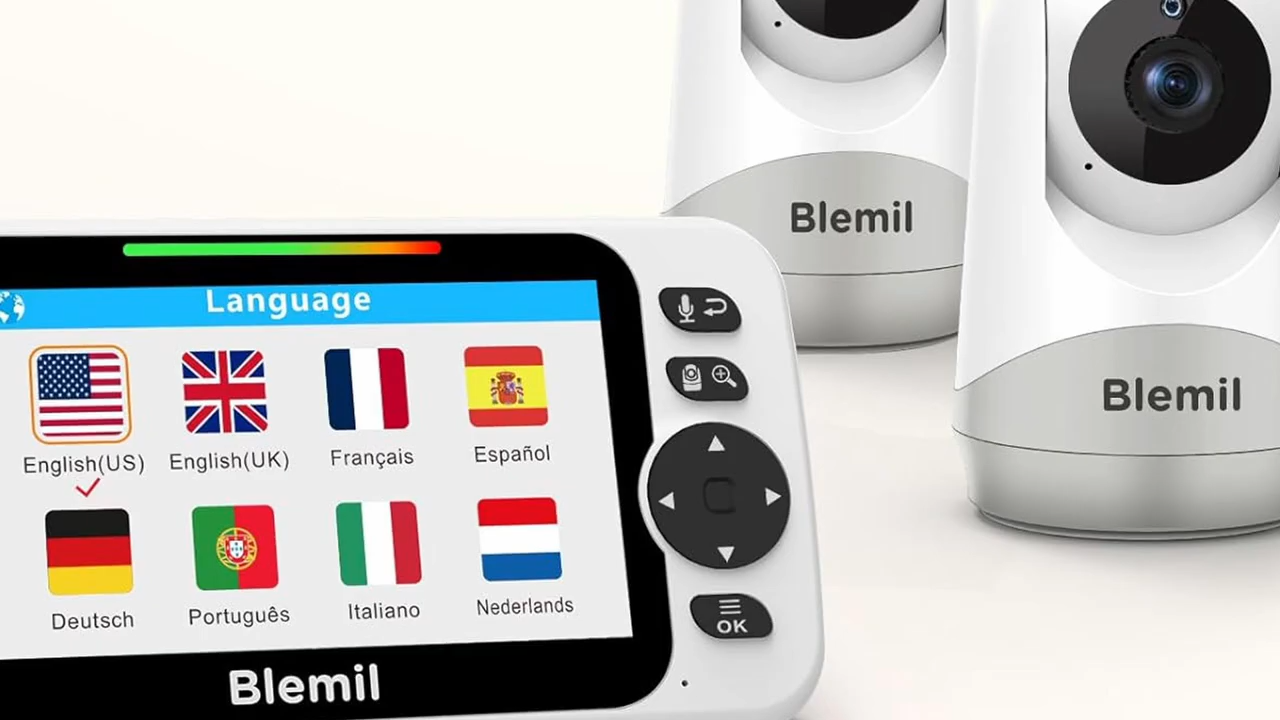 Blemil
Blemil
Language
English(US)
English(UK)
Français
Español
Deutsch
Português
Italiano
Nederlands
OK
Blemil